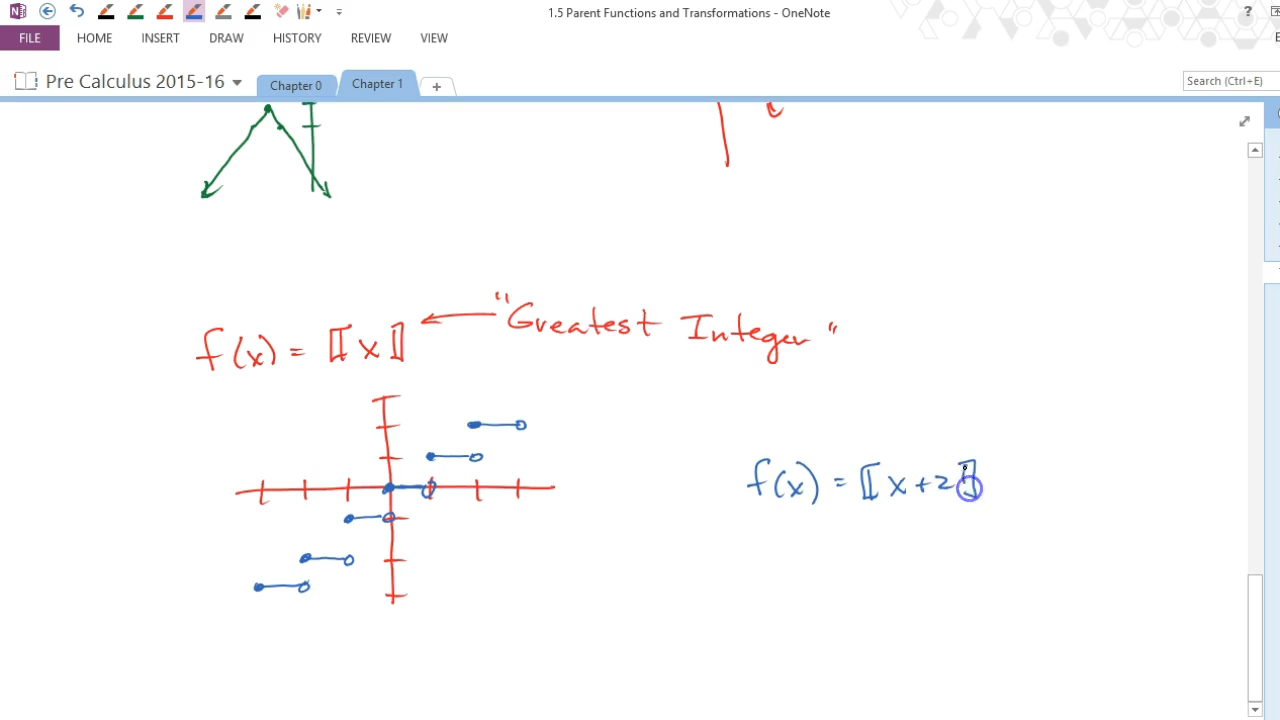 1.5 Parent Functions and Transformations - OneNote
?
FILE HOME INSERT DRAW HISTORY REVIEW VIEW
Pre Calculus 2015-16 Chapter 0 Chapter 1 + Search (Ctrl+E)
f(x) = ⟦x⟧ ← "Greatest Integer"
f(x) = ⟦x+2⟧